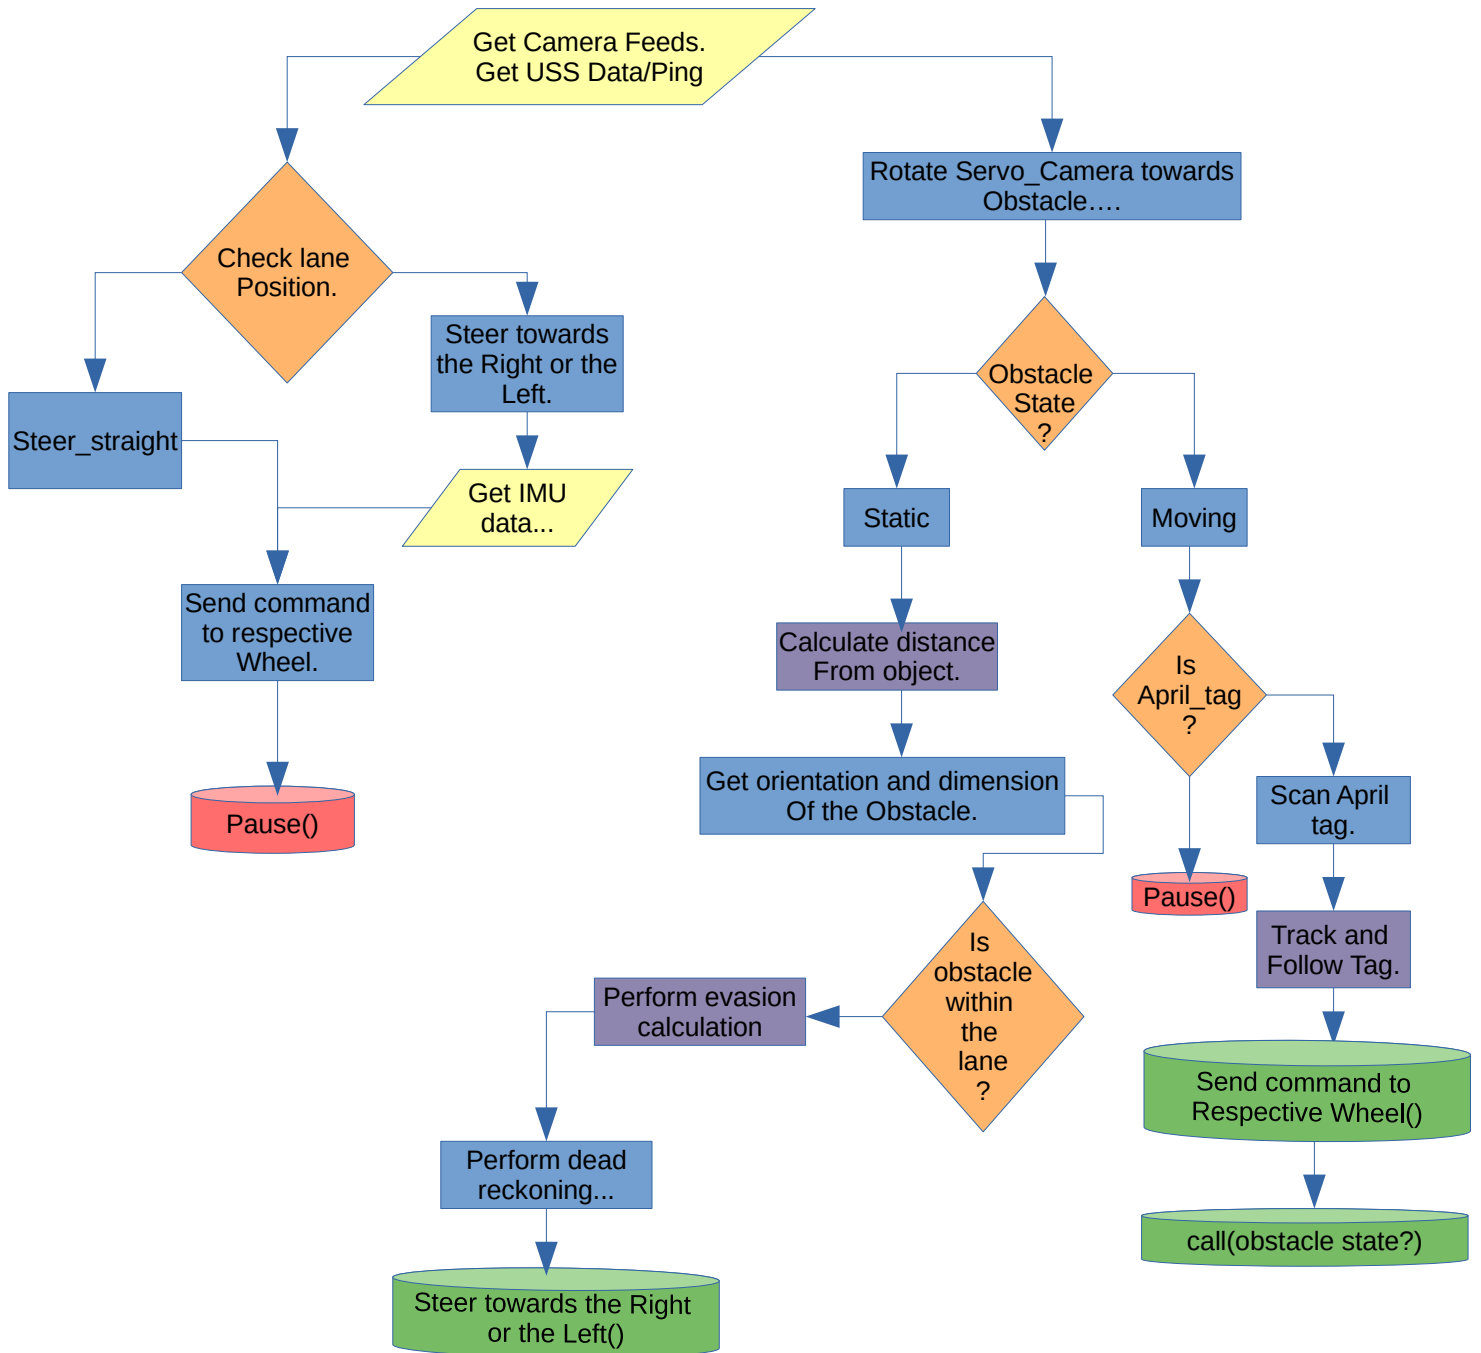 Get Camera Feeds.
Get USS Data/Ping
Check lane
Position.
Steer_straight
Steer towards
the Right or the
Left.
Get IMU
data...
Send command
to respective
Wheel.
Pause()
Rotate Servo_Camera towards
Obstacle....
Obstacle
State
?
Static
Calculate distance
From object.
Get orientation and dimension
Of the Obstacle.
Is
obstacle
within
the
lane
?
Perform evasion
calculation
Perform dead
reckoning...
Steer towards the Right
or the Left()
Moving
Is
April_tag
?
Pause()
Scan April
tag.
Track and
Follow Tag.
Send command to
Respective Wheel()
call(obstacle state?)